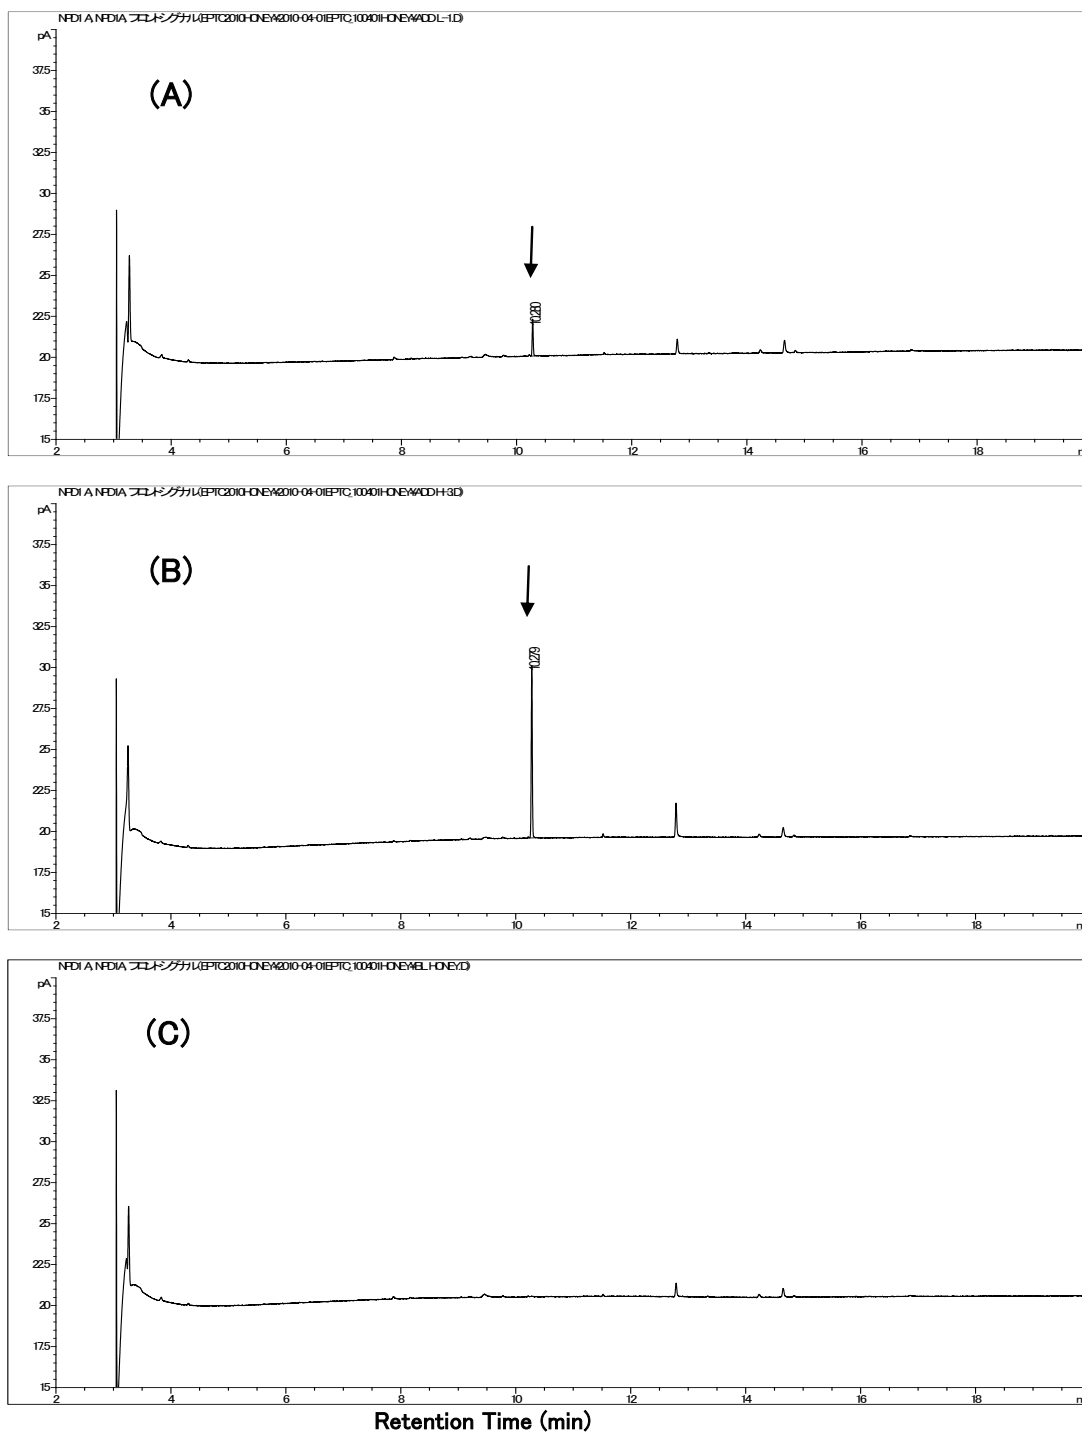 NPD1 A, NPD1A, フロントシグナル(EPTC2010HONEY¥2010-04-01EPTC_100401HONEY¥ADD L-1.D)
pA
37.5
(A)
35
32.5
30
27.5
25
22.5
10.280
20
17.5
15
2 4 6 8 10 12 14 16 18
NPD1 A, NPD1A, フロントシグナル(EPTC2010HONEY¥2010-04-01EPTC_100401HONEY¥ADD H-3.D)
pA
37.5
(B)
35
32.5
30
10.279
27.5
25
22.5
20
17.5
15
2 4 6 8 10 12 14 16 18
NPD1 A, NPD1A, フロントシグナル(EPTC2010HONEY¥2010-04-01EPTC_100401HONEY¥BL HONEY.D)
pA
37.5
(C)
35
32.5
30
27.5
25
22.5
20
17.5
15
2 4 6 8 10 12 14 16 18
Retention Time (min)